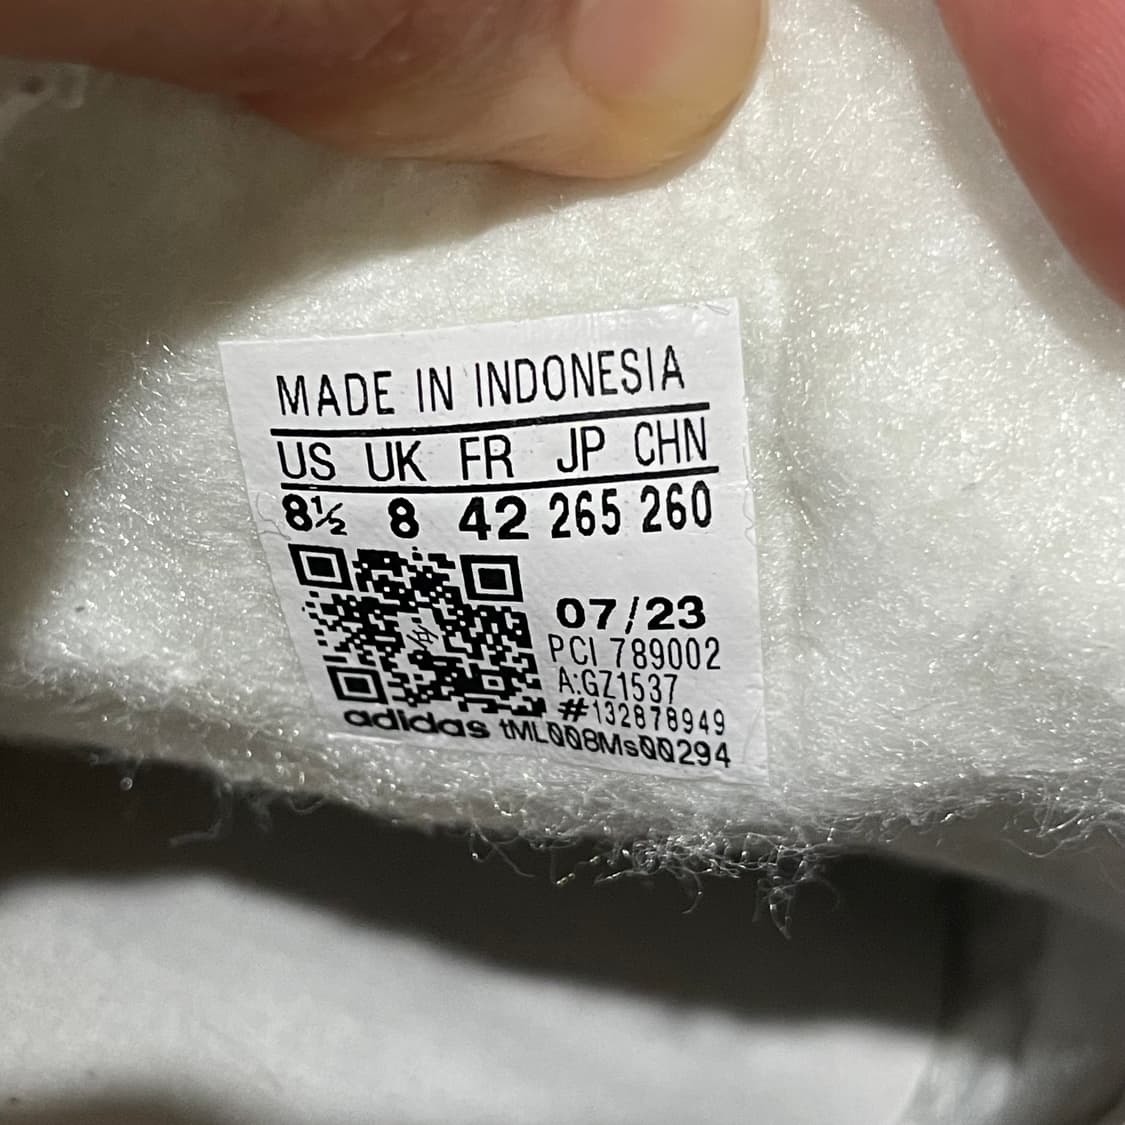 MADE IN INDONESIA
US UK FR JP CHN
8½ 8 42 265 260
07/23
PCI 789002
A:GZ1537
#132878949
adidas tML008Ms00294